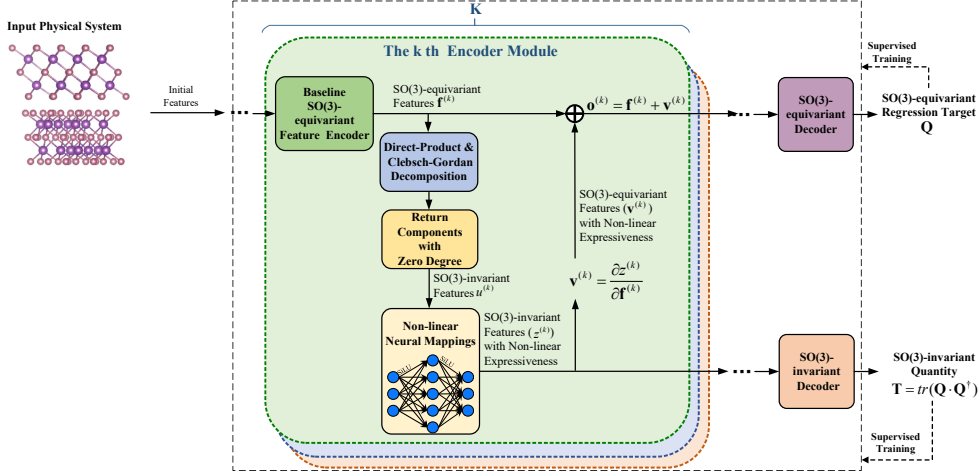 K
Input Physical System
The k th Encoder Module
Initial
Features
Baseline
SO(3)-
equivariant
Feature Encoder
SO(3)-equivariant
Features f^(k)
o^(k) = f^(k) + v^(k)
SO(3)-
equivariant
Decoder
Supervised
Training
SO(3)-equivariant
Regression Target
Q
Direct-Product &
Clebsch-Gordan
Decomposition
Return
Components
with
Zero Degree
SO(3)-equivariant
Features (v^(k))
with Non-linear
Expressiveness
SO(3)-invariant
Features u^(k)
v^(k) = ∂z^(k) / ∂f^(k)
Non-linear
Neural Mappings
SiLU
SiLU
SO(3)-invariant
Features (z^(k))
with Non-linear
Expressiveness
SO(3)-
invariant
Decoder
SO(3)-invariant
Quantity
T = tr(Q · Q^†)
Supervised
Training